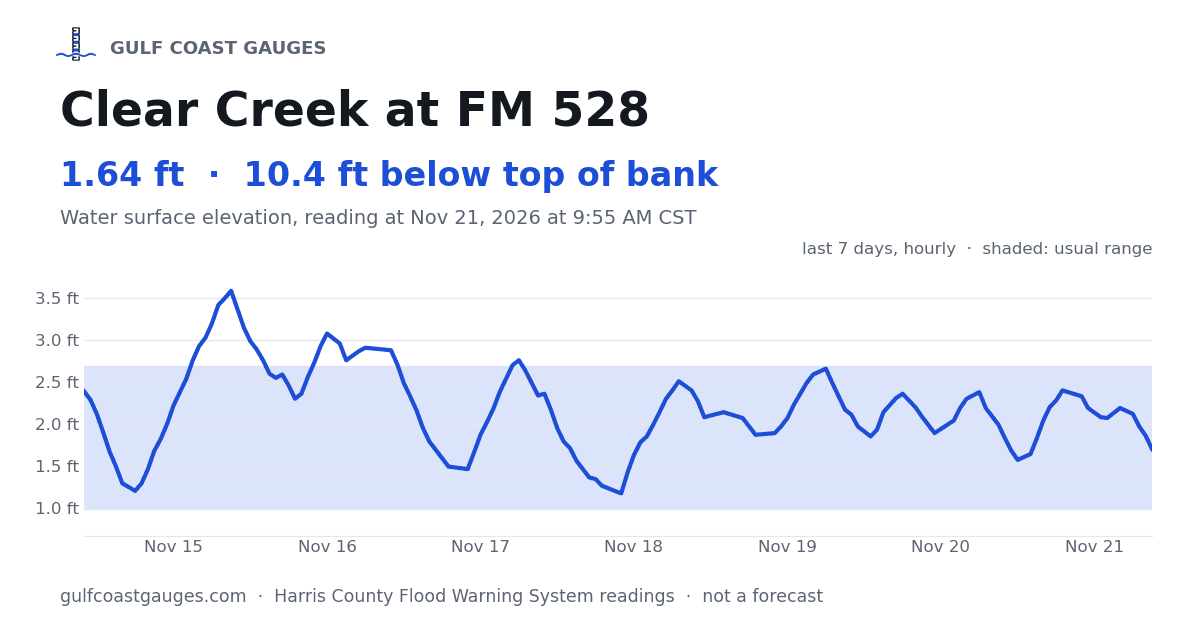 GULF COAST GAUGES
Clear Creek at FM 528
1.64 ft · 10.4 ft below top of bank
Water surface elevation, reading at Nov 21, 2026 at 9:55 AM CST
last 7 days, hourly · shaded: usual range
3.5 ft
3.0 ft
2.5 ft
2.0 ft
1.5 ft
1.0 ft
Nov 15 Nov 16 Nov 17 Nov 18 Nov 19 Nov 20 Nov 21
gulfcoastgauges.com · Harris County Flood Warning System readings · not a forecast